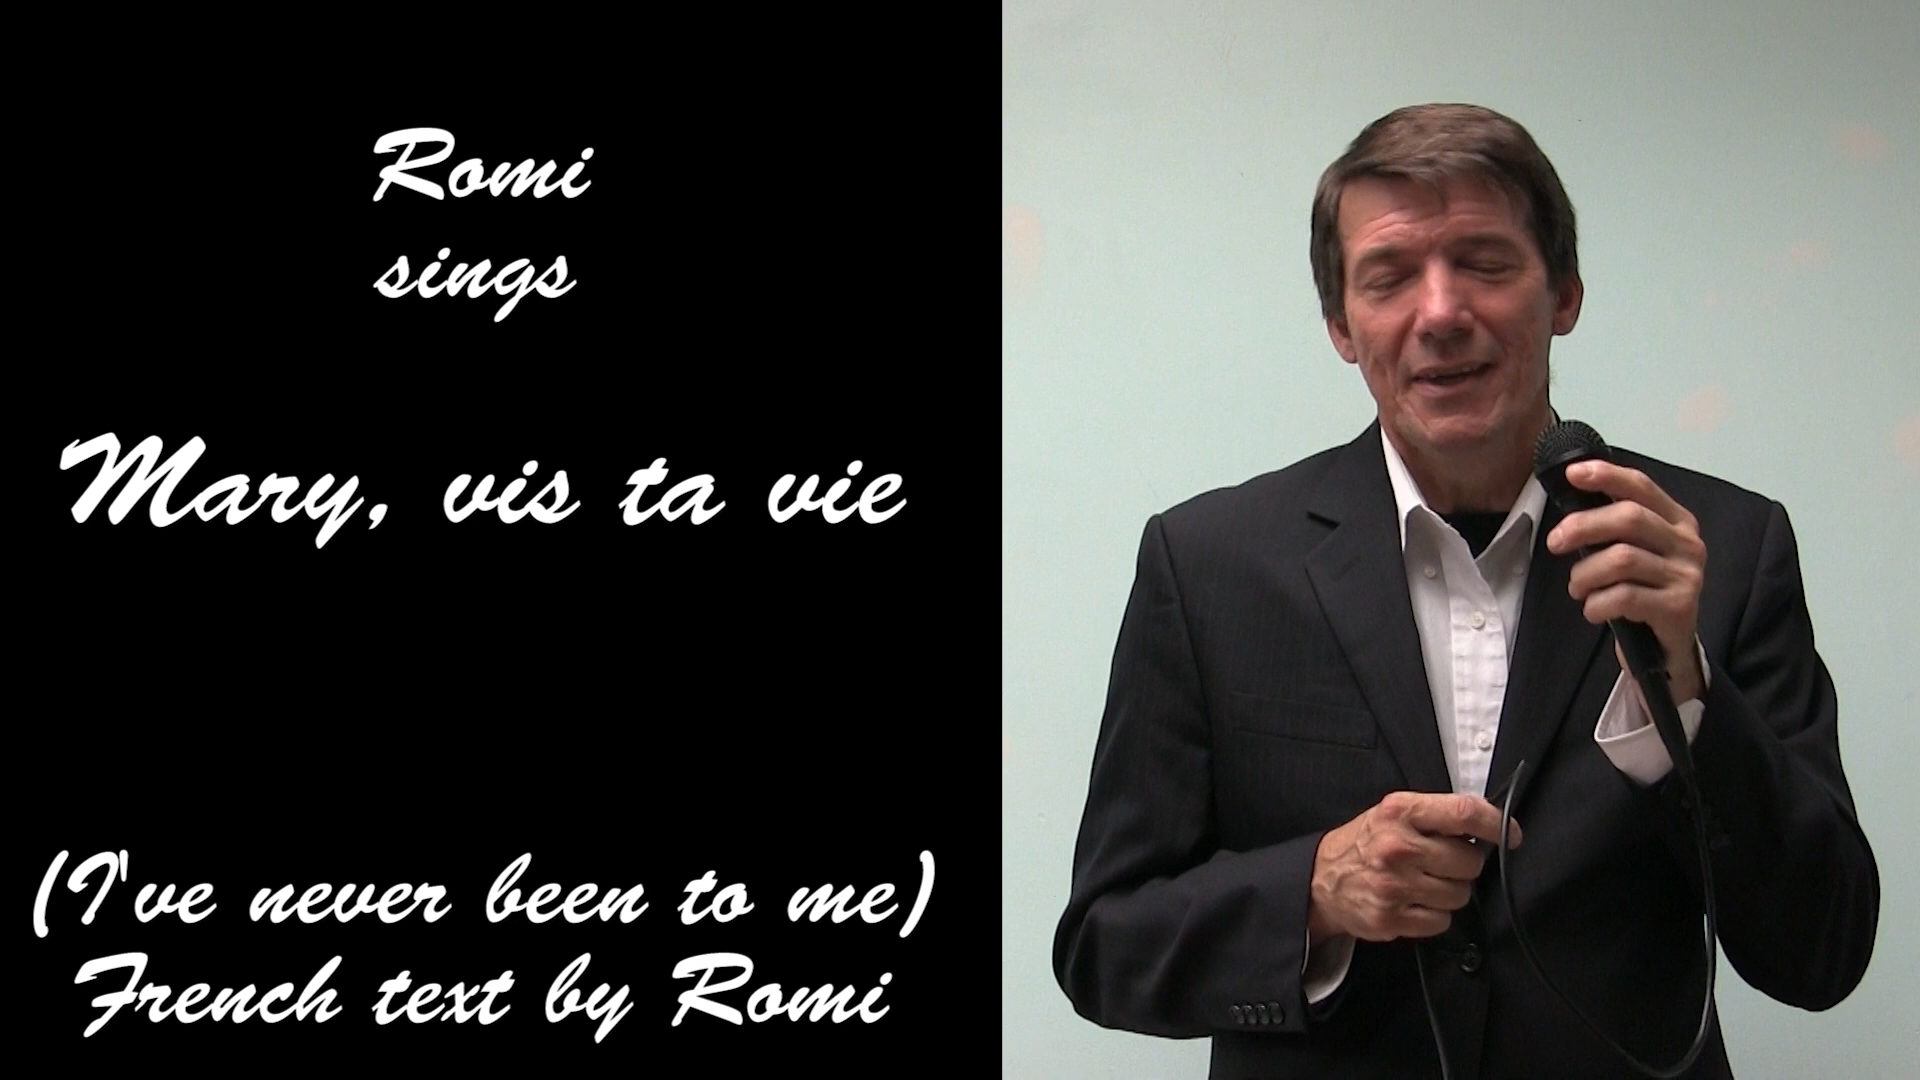 Romi
sings
Mary, vis ta vie
(I've never been to me)
French text by Romi